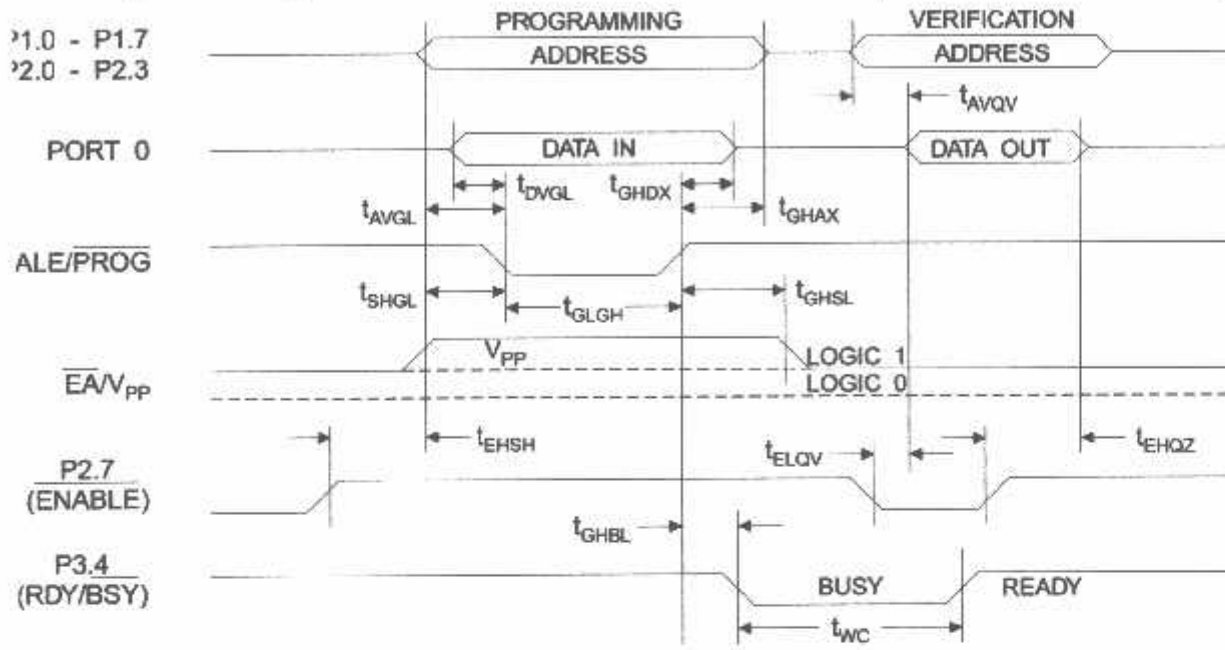 PROGRAMMING VERIFICATION
P1.0 - P1.7
P2.0 - P2.3
ADDRESS ADDRESS
tAVQV
PORT 0 DATA IN DATA OUT
tDVGL tGHDX
tAVGL tGHAX
ALE/PROG
tSHGL tGLGH tGHSL
VPP LOGIC 1
EA/VPP LOGIC 0
tEHSH tELQV tEHQZ
P2.7
(ENABLE)
tGHBL
P3.4
(RDY/BSY) BUSY READY
tWC